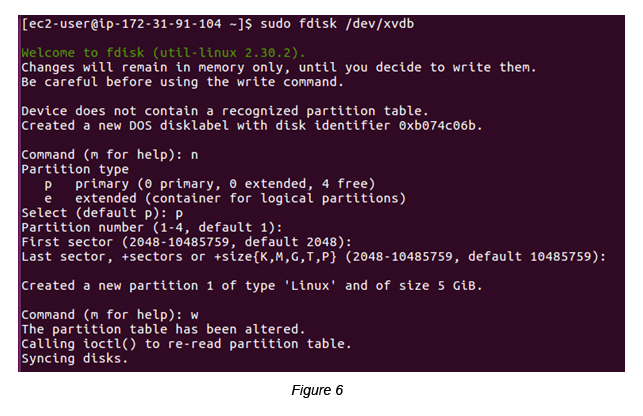 [ec2-user@ip-172-31-91-104 ~]$ sudo fdisk /dev/xvdb
Welcome to fdisk (util-linux 2.30.2).
Changes will remain in memory only, until you decide to write them.
Be careful before using the write command.
Device does not contain a recognized partition table.
Created a new DOS disklabel with disk identifier 0xb074c06b.
Command (m for help): n
Partition type
p   primary (0 primary, 0 extended, 4 free)
e   extended (container for logical partitions)
Select (default p): p
Partition number (1-4, default 1):
First sector (2048-10485759, default 2048):
Last sector, +sectors or +size{K,M,G,T,P} (2048-10485759, default 10485759):
Created a new partition 1 of type 'Linux' and of size 5 GiB.
Command (m for help): w
The partition table has been altered.
Calling ioctl() to re-read partition table.
Syncing disks.
Figure 6